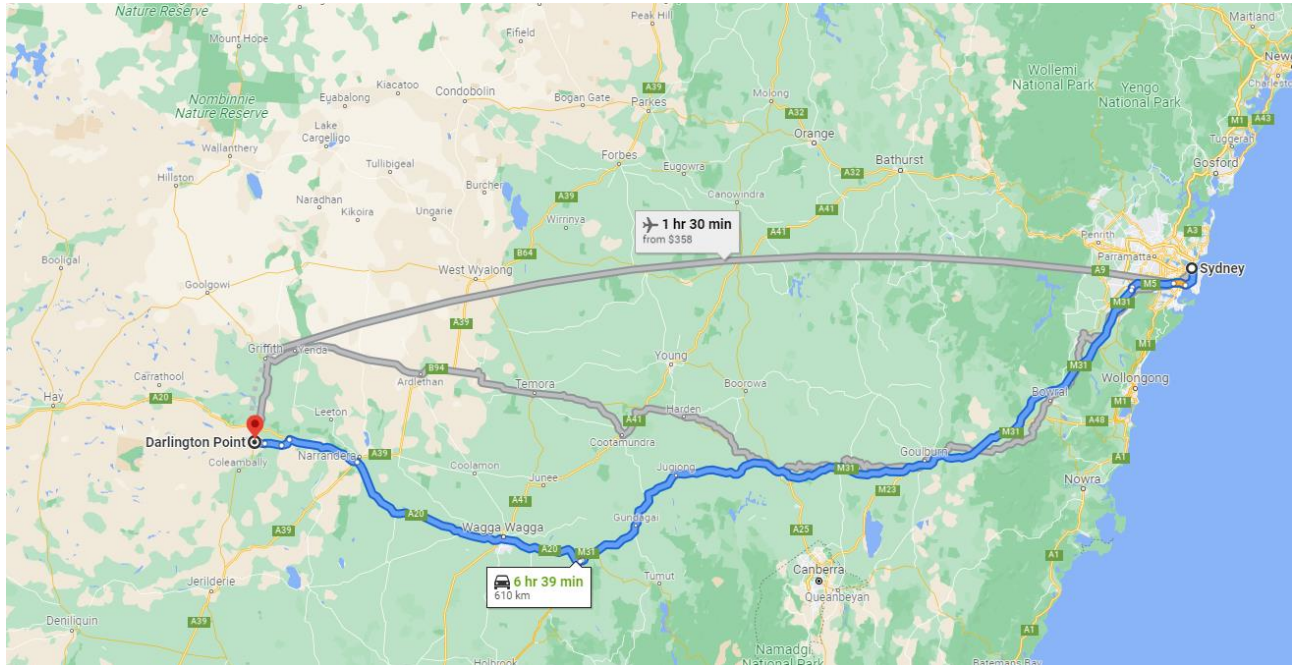 Nature Reserve
Mount Hope
Nombinnie
Nature Reserve
Wallanthery
Hillston
Booligal
Goolgowi
Naradhan
Kikoira
Lake
Cargelligo
Euabalong
Kiacatoo
Condobolin
Fifield
Tullibigeal
Burcher
Ungarie
Peak Hill
A39
Bogan Gate
Parkes
A39
Forbes
Eugowra
A39
Wirrinya
B64
West Wyalong
Molong
A32
Orange
Bathurst
A32
Canowindra
A41
A41
1 hr 30 min
from $358
Wollemi
National Park
Yengo
National Park
Maitland
M1
A43
Tuggerah
Gosford
A3
Penrith
Parramatta
A9
M5
Sydney
M31
M1
M31
Wollongong
M1
Bowral
A48
M31
Nowra
A1
A1
A1
Batemans Bay
Griffith
Yenda
A39
B94
Ardlethan
Temora
Young
Boorowa
A41
Harden
Cootamundra
Carrathool
Hay
A20
Leeton
Darlington Point
Coleambally
Narrandera
A39
Coolamon
Junee
A41
Jugiong
M31
Goulburn
M23
A20
Wagga Wagga
A20
M31
Gundagai
A25
6 hr 39 min
610 km
Tumut
Canberra
Queanbeyan
A39
Jerilderie
A39
Deniliquin
Holbrook
Namadgi
National Park